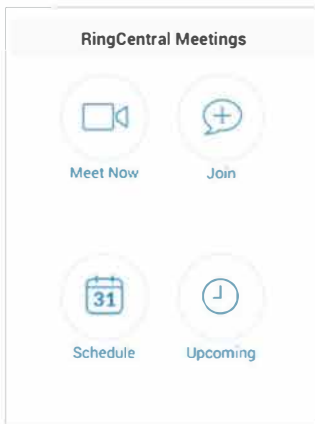 RingCentral Meetings
Meet Now
Join
31
Schedule
Upcoming